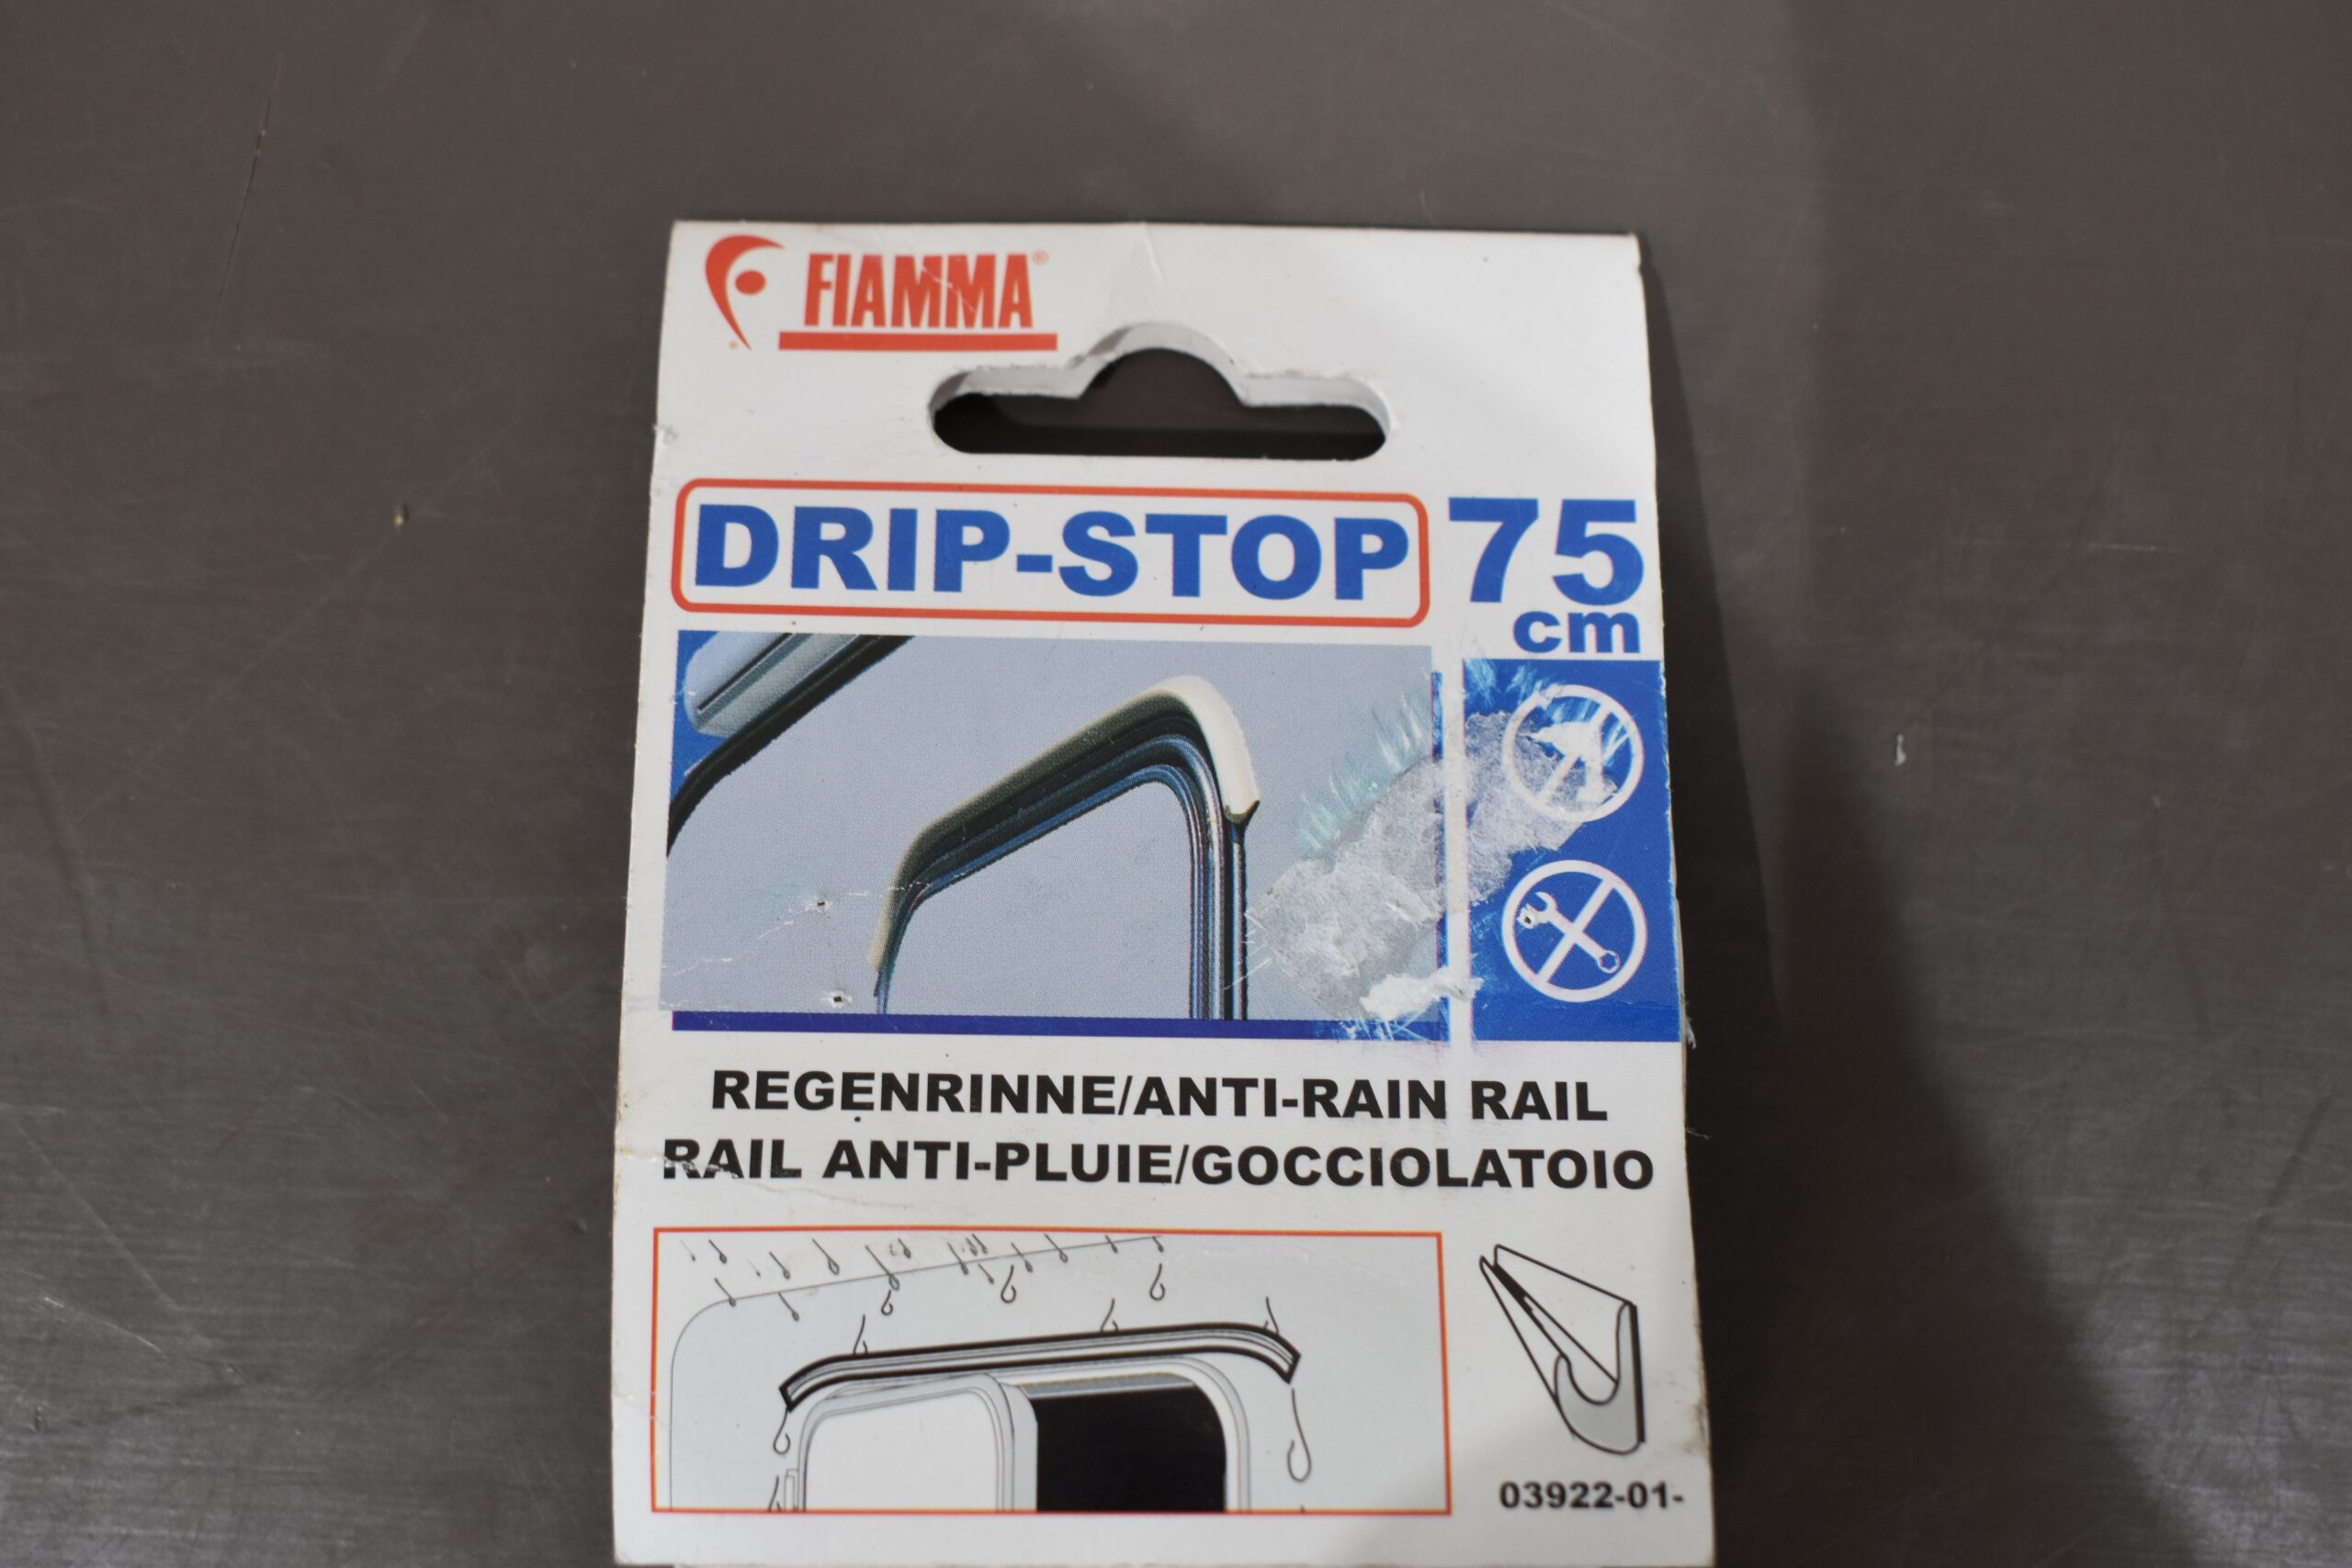 FIAMMA®
DRIP-STOP
75
cm
REGENRINNE/ANTI-RAIN RAIL
RAIL ANTI-PLUIE/GOCCIOLATOIO
03922-01-